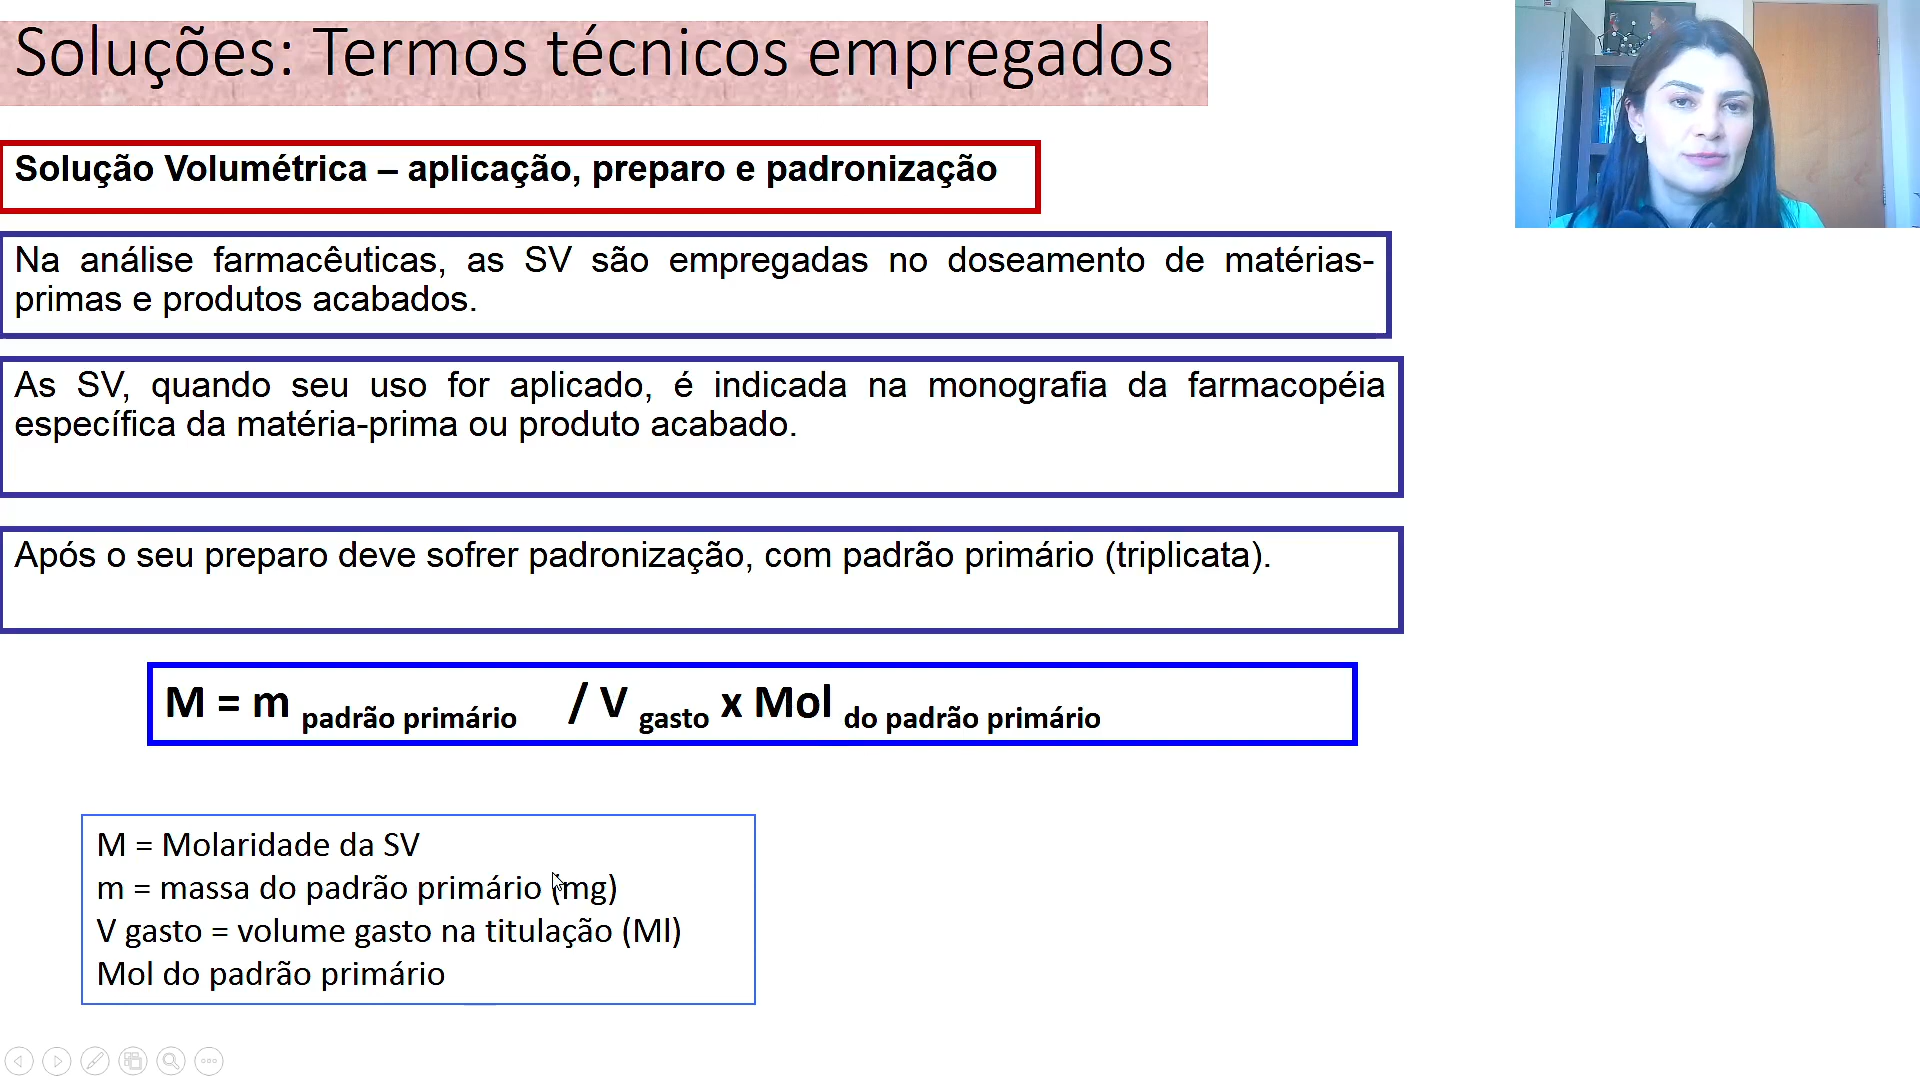 Soluções: Termos técnicos empregados
Solução Volumétrica – aplicação, preparo e padronização
Na análise farmacêuticas, as SV são empregadas no doseamento de matérias-
primas e produtos acabados.
As SV, quando seu uso for aplicado, é indicada na monografia da farmacopéia
específica da matéria-prima ou produto acabado.
Após o seu preparo deve sofrer padronização, com padrão primário (triplicata).
M = m padrão primário / V gasto x Mol do padrão primário
M = Molaridade da SV
m = massa do padrão primário (mg)
V gasto = volume gasto na titulação (Ml)
Mol do padrão primário